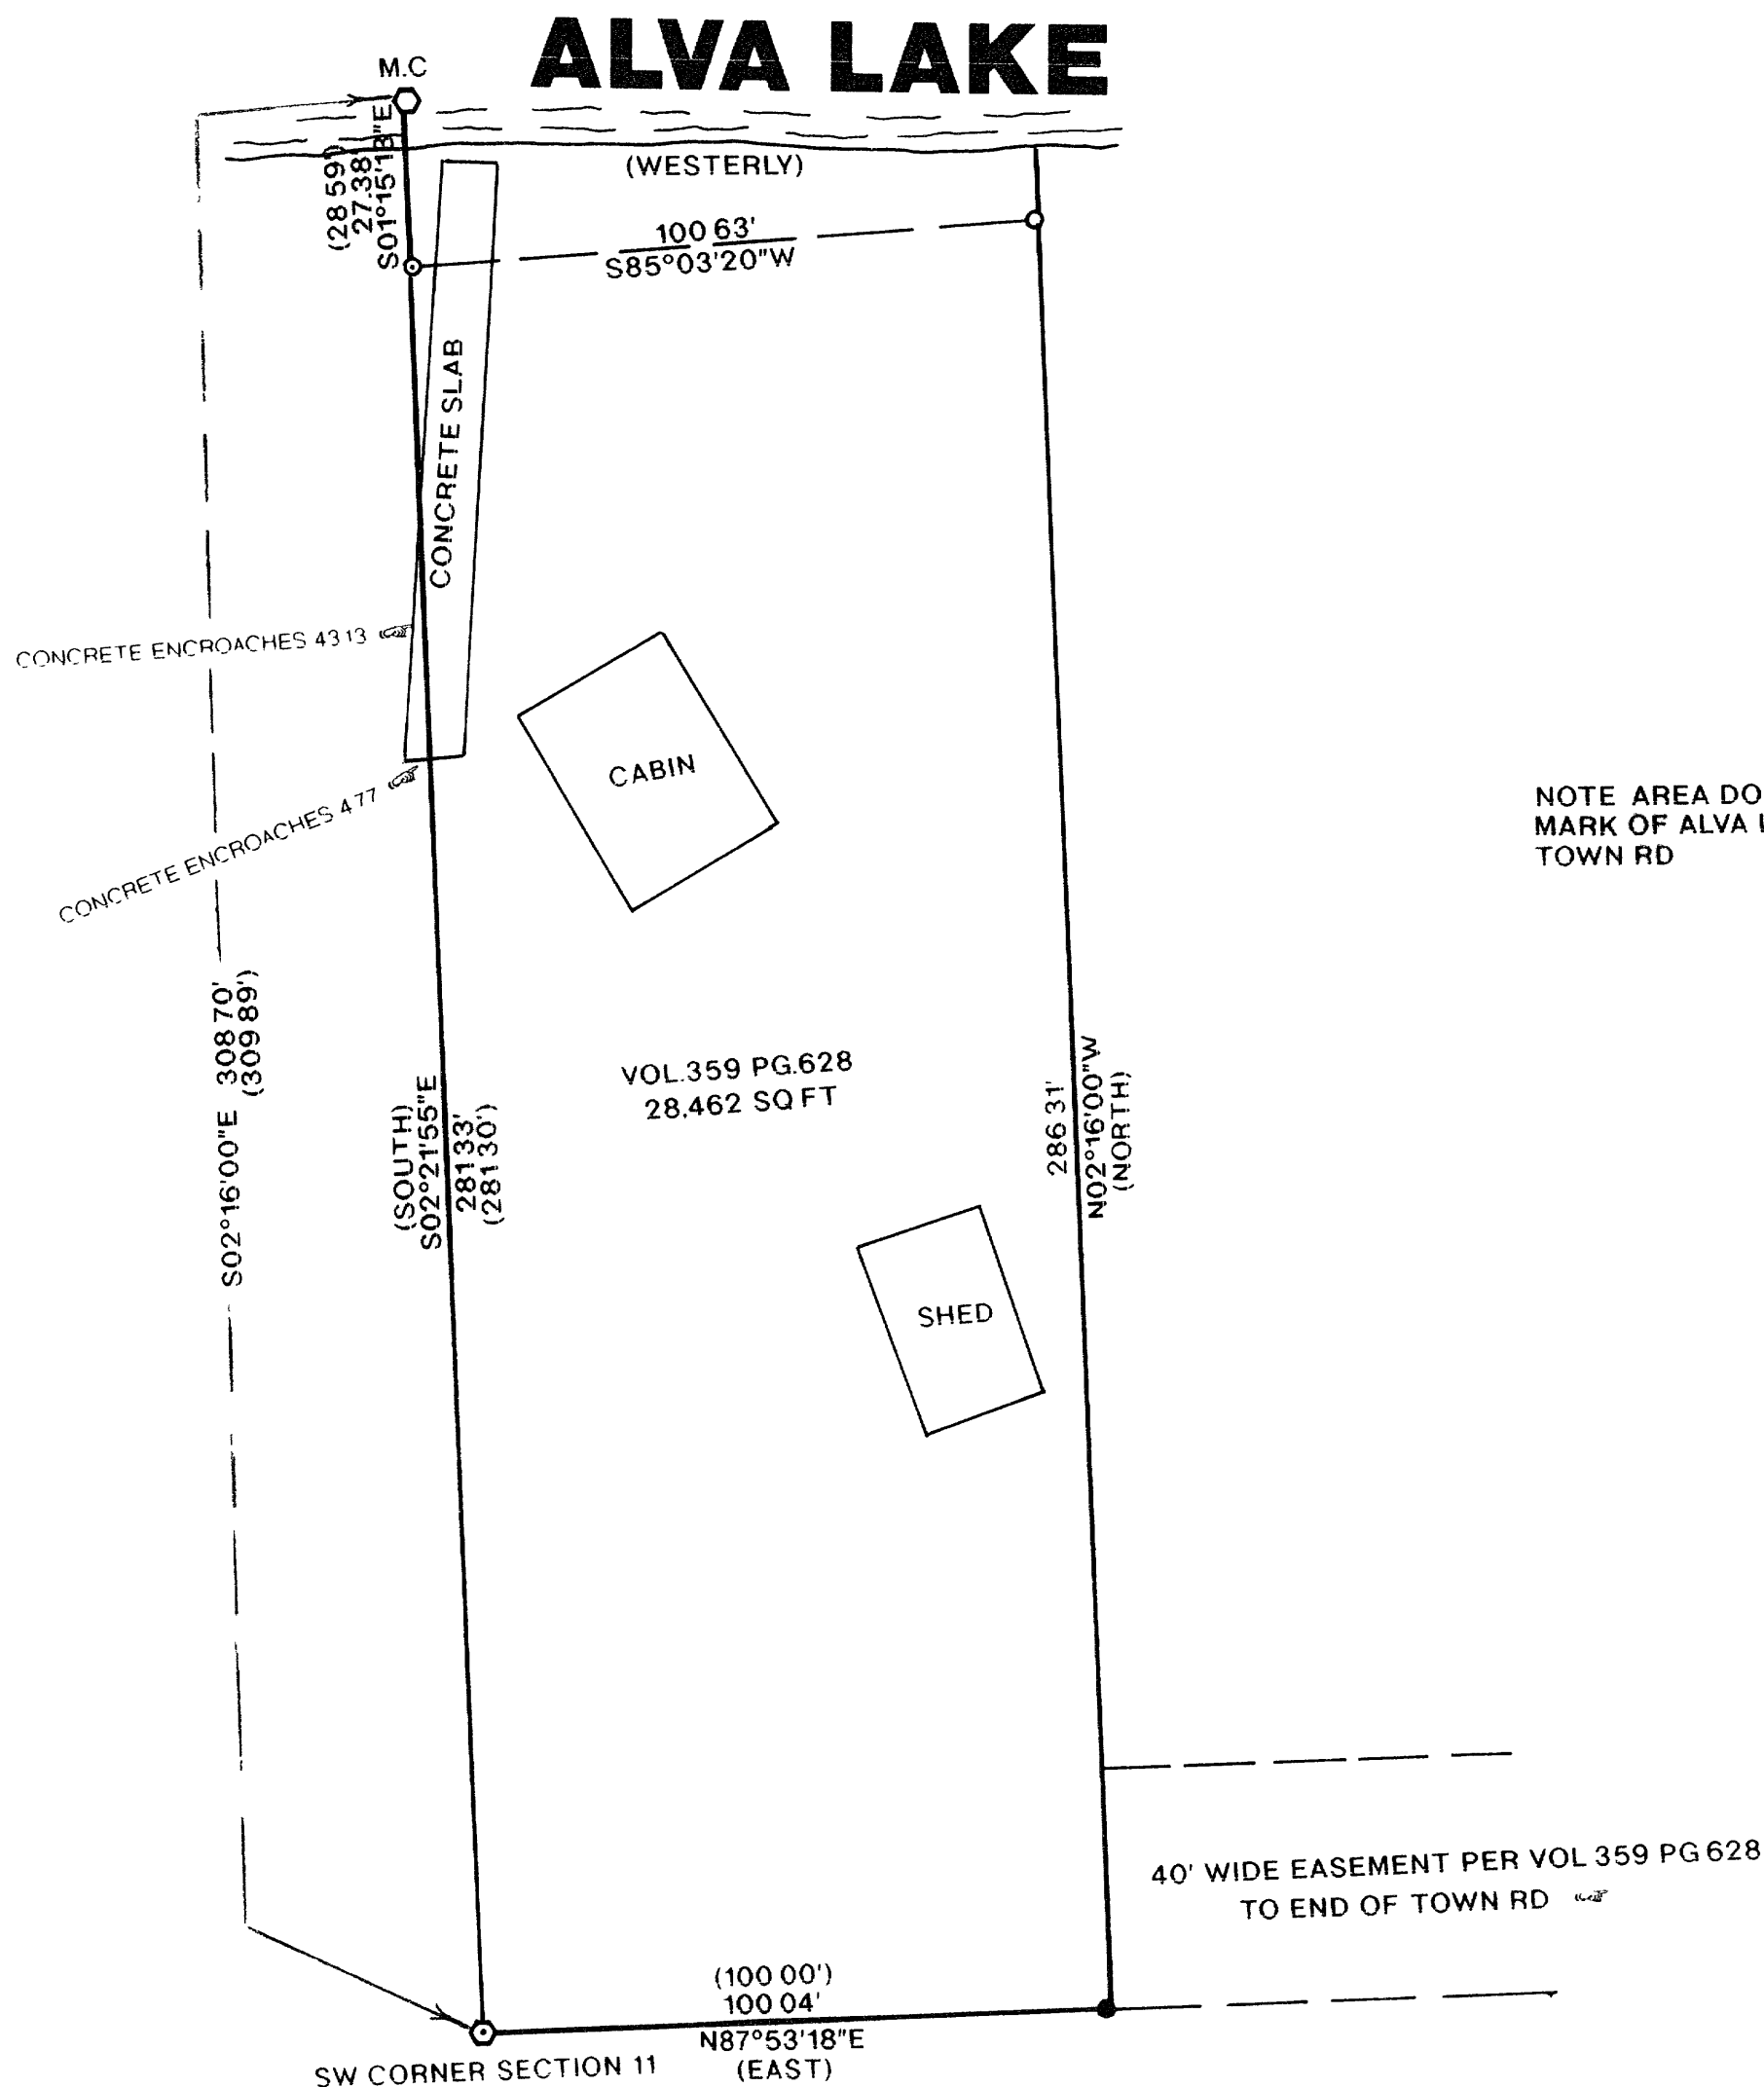 ALVA LAKE
M.C
(28 59')
27.38'
S01°15'13"E
(WESTERLY)
100 63'
S85°03'20"W
CONCRETE SLAB
CONCRETE ENCROACHES 43 13
CONCRETE ENCROACHES 4 77
CABIN
NOTE AREA DO
MARK OF ALVA L
TOWN RD
S02°16'00"E 308 70'
(309 89')
(SOUTH)
S02°21'55"E
281 33'
(281 30')
VOL.359 PG.628
28,462 SQ FT
286 31'
N02°16'00"W
(NORTH)
SHED
40' WIDE EASEMENT PER VOL 359 PG 628
TO END OF TOWN RD
(100 00')
100 04'
N87°53'18"E
(EAST)
SW CORNER SECTION 11